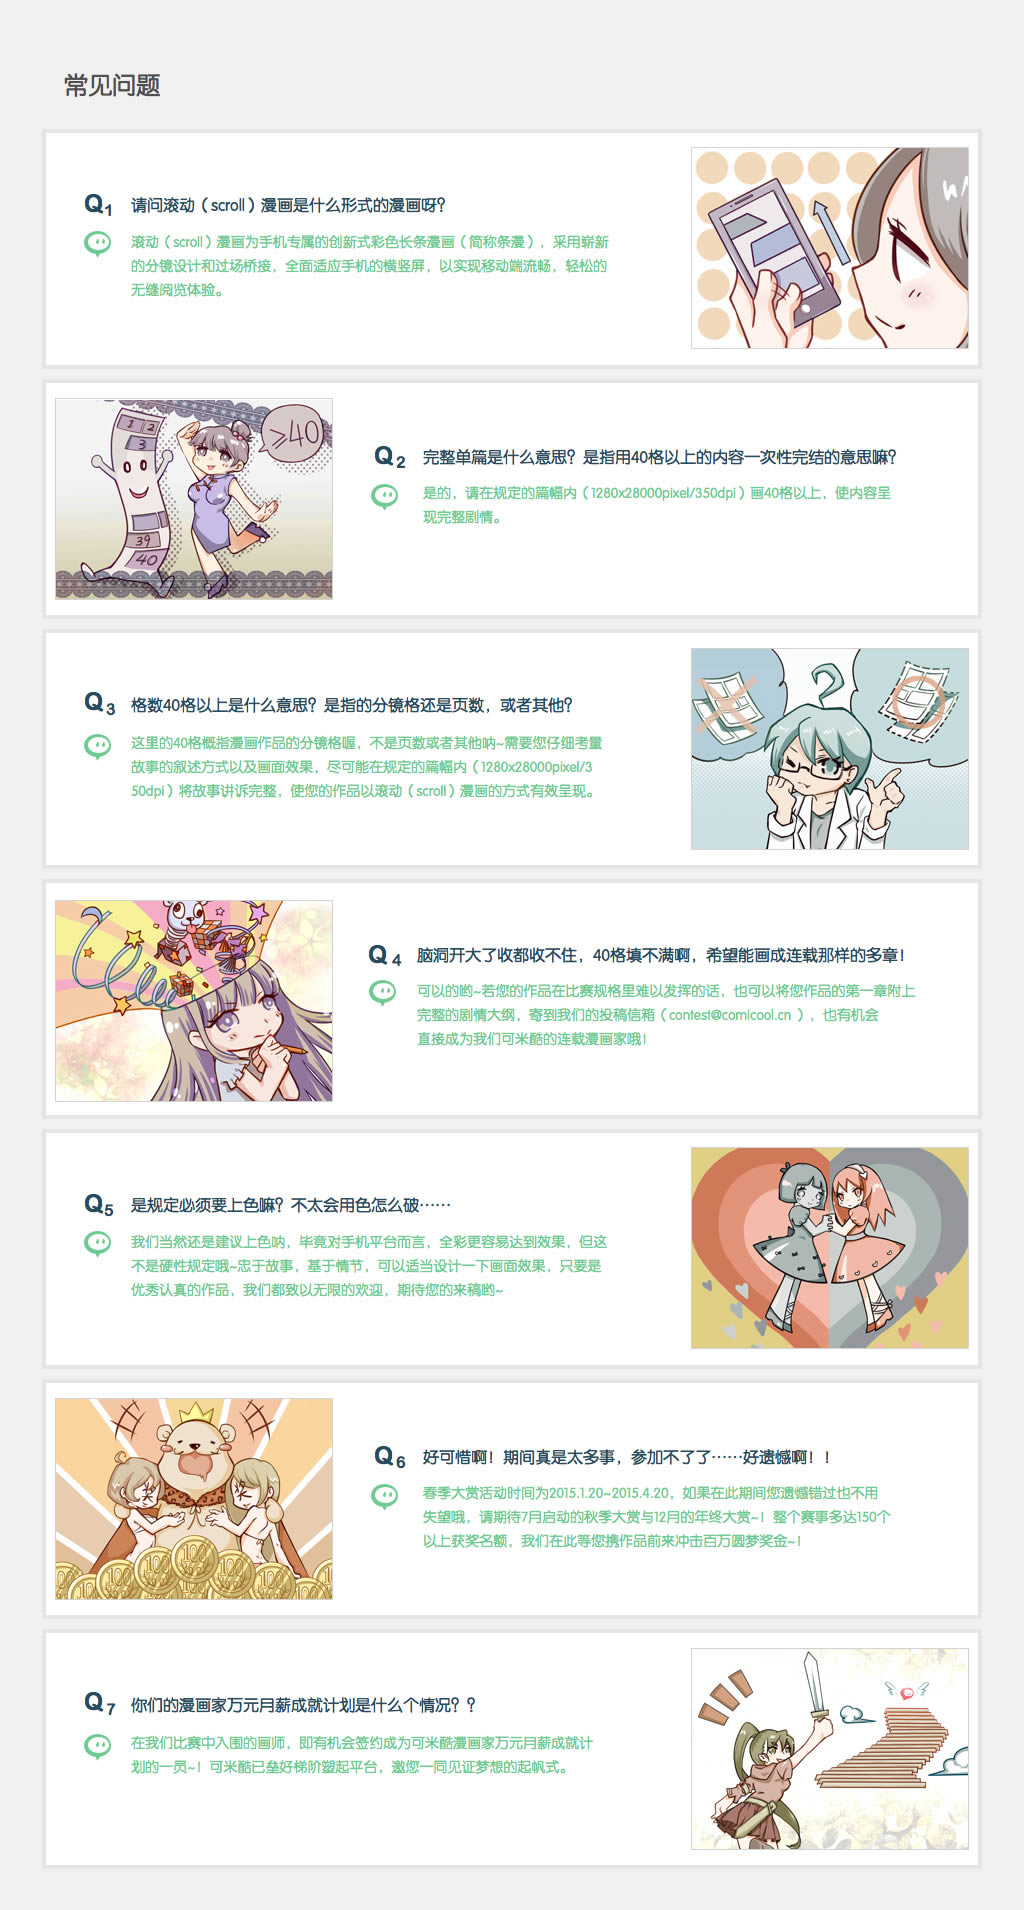 常见问题
Q1 请问滚动（scroll）漫画是什么形式的漫画呀？
滚动（scroll）漫画为手机专属的创新式彩色长条漫画（简称条漫），采用崭新
的分镜设计和过场桥接，全面适应手机的横竖屏，以实现移动端流畅，轻松的
无缝阅览体验。
1 2
3
39
40
≥40
Q2 完整单篇是什么意思？是指用40格以上的内容一次性完结的意思嘛？
是的，请在规定的篇幅内（1280x28000pixel/350dpi）画40格以上，使内容呈
现完整剧情。
Q3 格数40格以上是什么意思？是指的分镜格还是页数，或者其他？
这里的40格概指漫画作品的分镜格喔，不是页数或者其他呐~需要您仔细考量
故事的叙述方式以及画面效果，尽可能在规定的篇幅内（1280x28000pixel/3
50dpi）将故事讲诉完整，使您的作品以滚动（scroll）漫画的方式有效呈现。
Q4 脑洞开大了收都收不住，40格填不满啊，希望能画成连载那样的多章！
可以的哟~若您的作品在比赛规格里难以发挥的话，也可以将您作品的第一章附上
完整的剧情大纲，寄到我们的投稿信箱（contest@comicool.cn ），也有机会
直接成为我们可米酷的连载漫画家哦！
Q5 是规定必须要上色嘛？不太会用色怎么破……
我们当然还是建议上色呐，毕竟对手机平台而言，全彩更容易达到效果，但这
不是硬性规定哦~忠于故事，基于情节，可以适当设计一下画面效果，只要是
优秀认真的作品，我们都致以无限的欢迎，期待您的来稿哟~
100 100 100 100 100
Q6 好可惜啊！期间真是太多事，参加不了了……好遗憾啊！！
春季大赏活动时间为2015.1.20~2015.4.20，如果在此期间您遗憾错过也不用
失望哦，请期待7月启动的秋季大赏与12月的年终大赏~！整个赛事多达150个
以上获奖名额，我们在此等您携作品前来冲击百万圆梦奖金~！
Q7 你们的漫画家万元月薪成就计划是什么个情况？？
在我们比赛中入围的画师，即有机会签约成为可米酷漫画家万元月薪成就计
划的一员~！可米酷已垒好梯阶塑起平台，邀您一同见证梦想的起帆式。